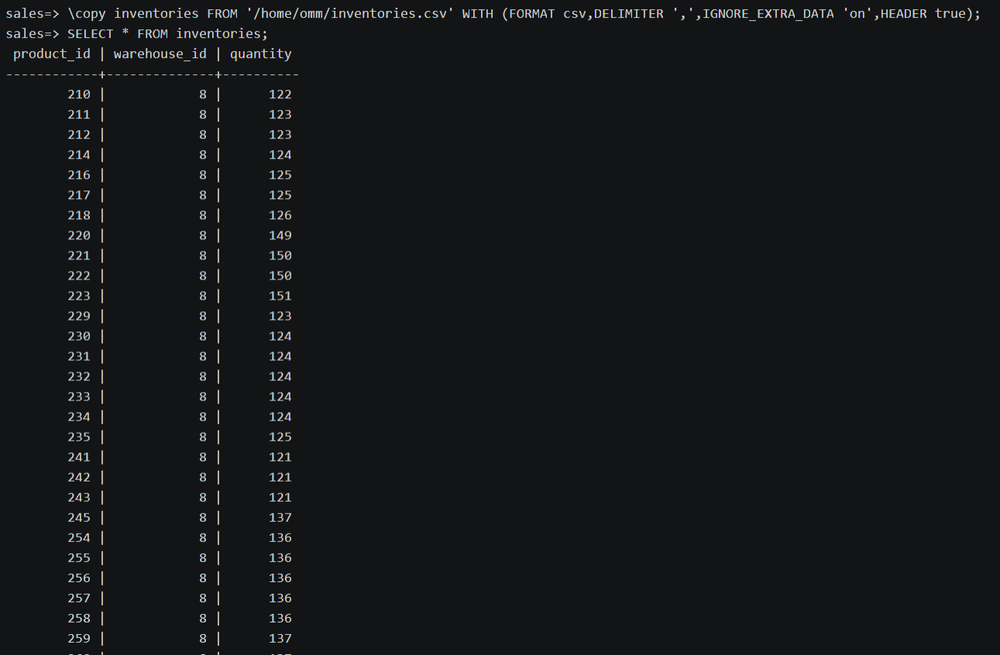 sales=> \copy inventories FROM '/home/omm/inventories.csv' WITH (FORMAT csv,DELIMITER ',',IGNORE_EXTRA_DATA 'on',HEADER true);
sales=> SELECT * FROM inventories;
 product_id | warehouse_id | quantity
------------+--------------+----------
        210 |            8 |      122
        211 |            8 |      123
        212 |            8 |      123
        214 |            8 |      124
        216 |            8 |      125
        217 |            8 |      125
        218 |            8 |      126
        220 |            8 |      149
        221 |            8 |      150
        222 |            8 |      150
        223 |            8 |      151
        229 |            8 |      123
        230 |            8 |      124
        231 |            8 |      124
        232 |            8 |      124
        233 |            8 |      124
        234 |            8 |      124
        235 |            8 |      125
        241 |            8 |      121
        242 |            8 |      121
        243 |            8 |      121
        245 |            8 |      137
        254 |            8 |      136
        255 |            8 |      136
        256 |            8 |      136
        257 |            8 |      136
        258 |            8 |      136
        259 |            8 |      137